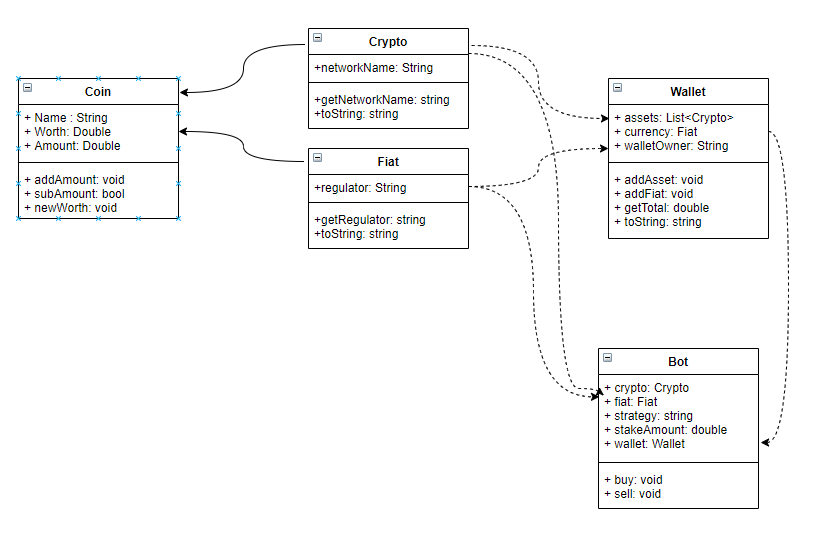 Coin
+ Name : String
+ Worth: Double
+ Amount: Double
+ addAmount: void
+ subAmount: bool
+ newWorth: void
Crypto
+networkName: String
+getNetworkName: string
+toString: string
Fiat
+regulator: String
+getRegulator: string
+toString: string
Wallet
+ assets: List<Crypto>
+ currency: Fiat
+ walletOwner: String
+ addAsset: void
+ addFiat: void
+ getTotal: double
+ toString: string
Bot
+ crypto: Crypto
+ fiat: Fiat
+ strategy: string
+ stakeAmount: double
+ wallet: Wallet
+ buy: void
+ sell: void